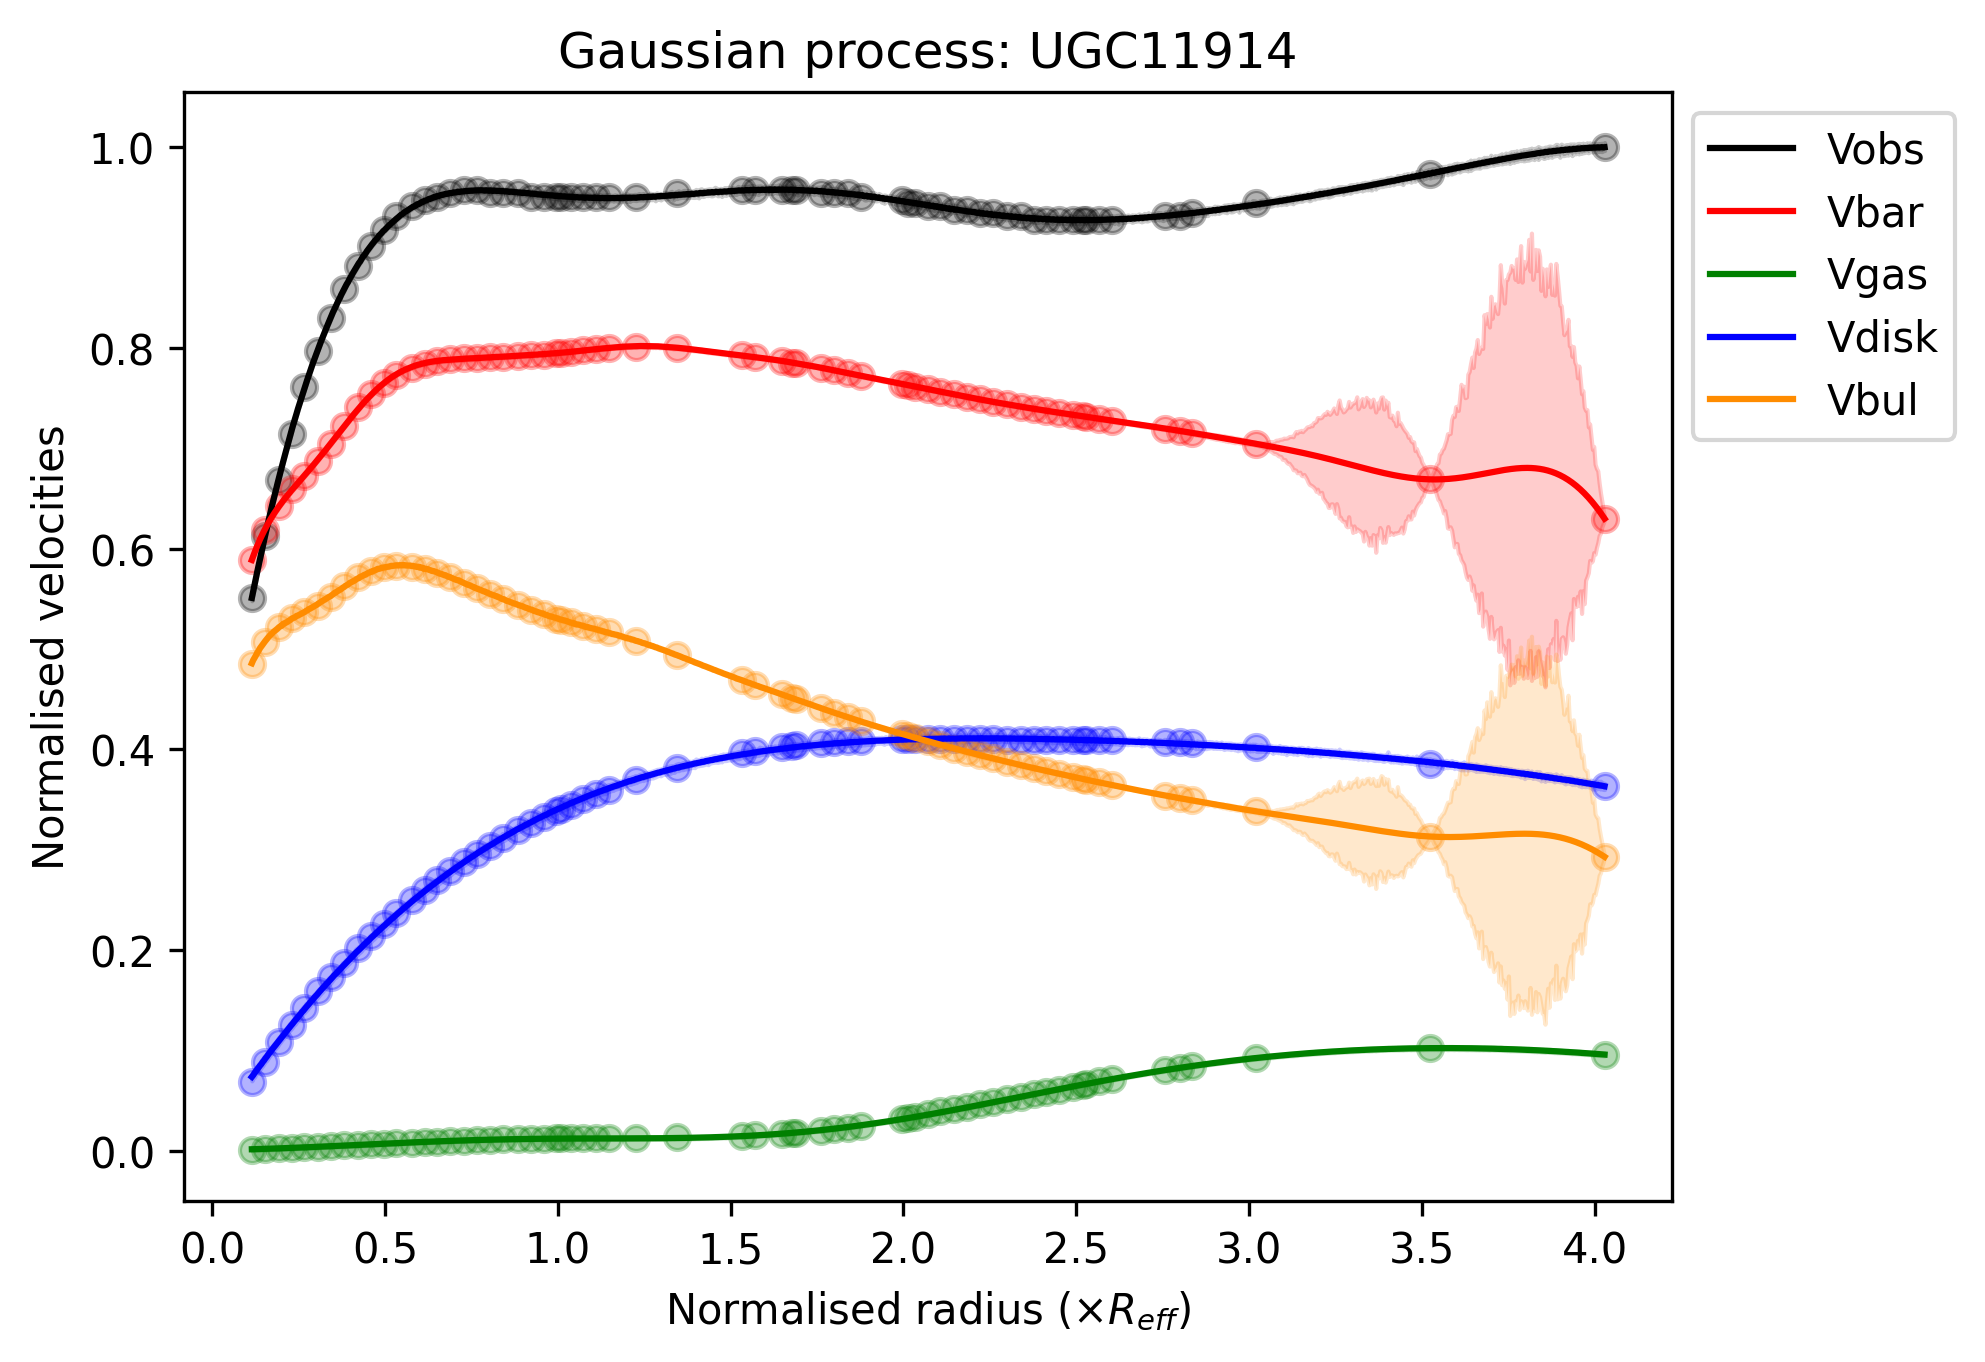 Gaussian process: UGC11914
1.0
0.8
0.6
0.4
0.2
0.0
Normalised velocities
0.0 0.5 1.0 1.5 2.0 2.5 3.0 3.5 4.0
Normalised radius (×R_eff)
Vobs
Vbar
Vgas
Vdisk
Vbul